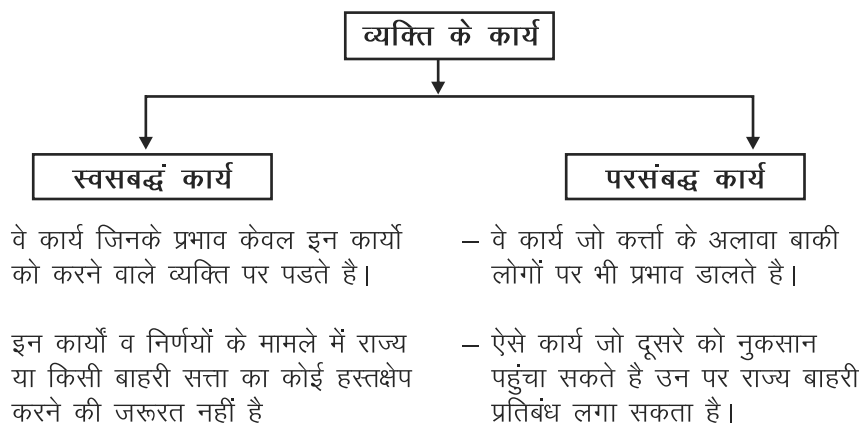 व्यक्ति के कार्य
स्वसबद्धं कार्य
वे कार्य जिनके प्रभाव केवल इन कार्यो
को करने वाले व्यक्ति पर पडते है।
इन कार्यों व निर्णयों के मामले में राज्य
या किसी बाहरी सत्ता का कोई हस्तक्षेप
करने की जरूरत नहीं है
परसंबद्ध कार्य
– वे कार्य जो कर्त्ता के अलावा बाकी
लोगों पर भी प्रभाव डालते है।
– ऐसे कार्य जो दूसरे को नुकसान
पहुंचा सकते है उन पर राज्य बाहरी
प्रतिबंध लगा सकता है।